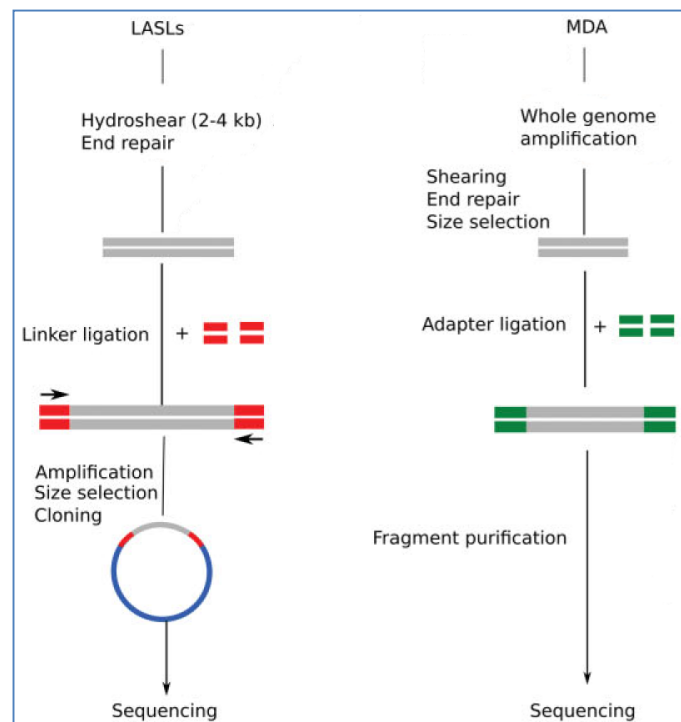 LASLs
Hydroshear (2-4 kb)
End repair
Linker ligation
+
Amplification
Size selection
Cloning
Sequencing
MDA
Whole genome
amplification
Shearing
End repair
Size selection
Adapter ligation
+
Fragment purification
Sequencing